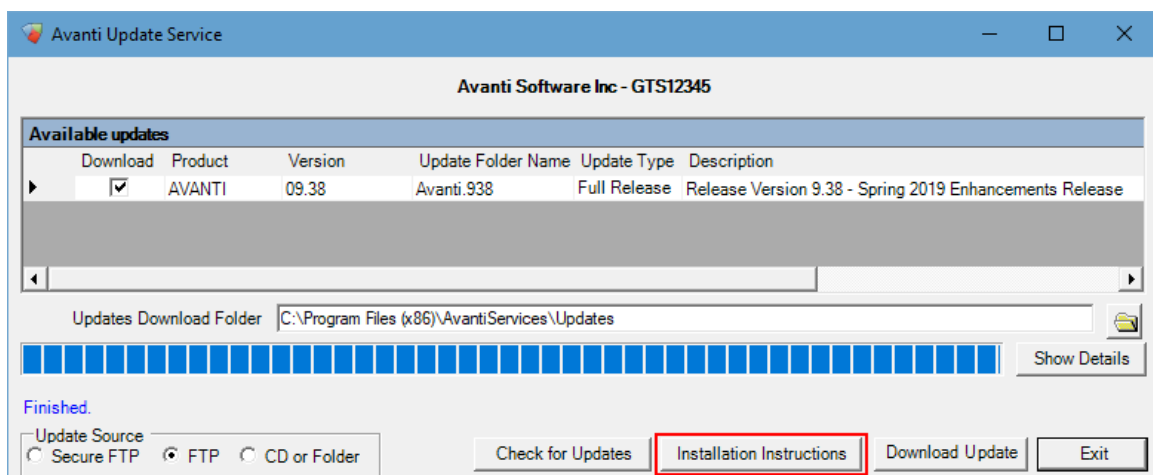 Avanti Update Service
Avanti Software Inc - GTS12345
Available updates
Download Product Version Update Folder Name Update Type Description
AVANTI 09.38 Avanti.938 Full Release Release Version 9.38 - Spring 2019 Enhancements Release
Updates Download Folder C:\Program Files (x86)\AvantiServices\Updates
Show Details
Finished.
Update Source
Secure FTP FTP CD or Folder Check for Updates Installation Instructions Download Update Exit